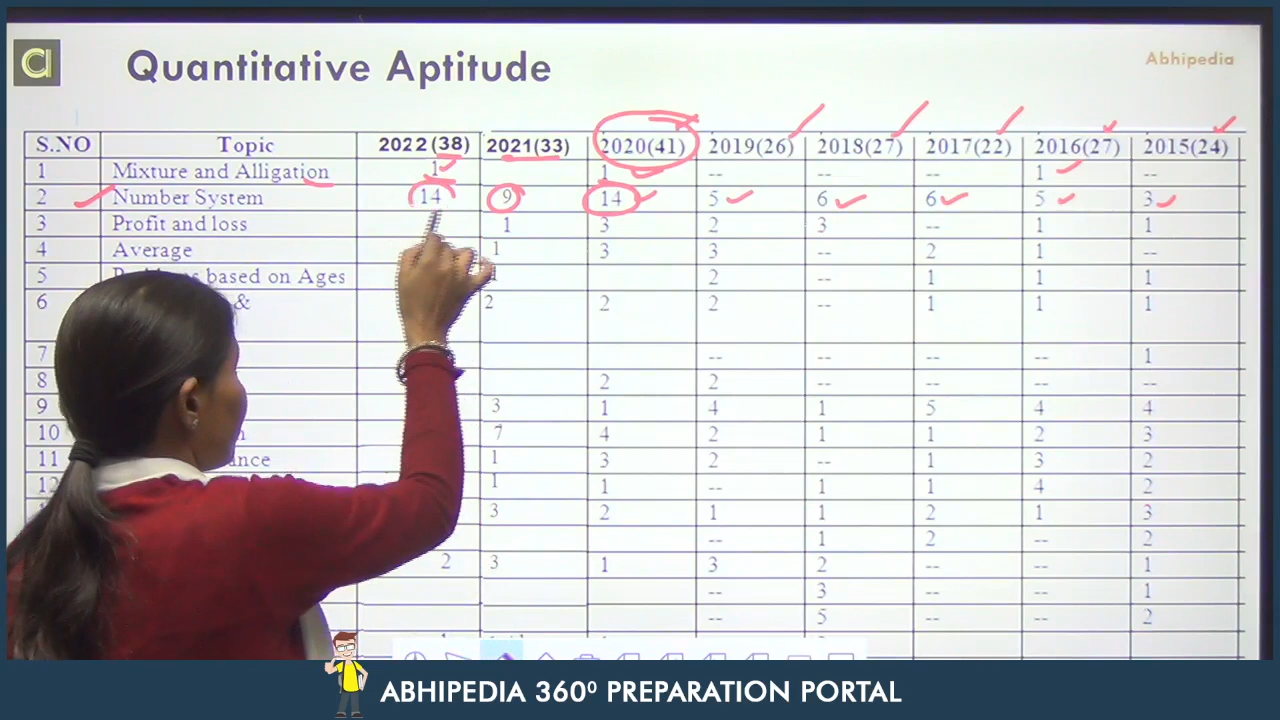 Quantitative Aptitude
Abhipedia
S.NO Topic 2022(38) 2021(33) 2020(41) 2019(26) 2018(27) 2017(22) 2016(27) 2015(24)
1 Mixture and Alligation 1 1 -- -- -- 1 --
2 Number System 14 9 14 5 6 6 5 3
3 Profit and loss 1 3 2 3 -- 1 1
4 Average 1 3 3 -- 2 1 --
5 based on Ages 1 2 -- 1 1 1
6 & 2 2 2 -- 1 1 1
7 -- -- -- -- 1
8 2 2 -- -- -- --
9 3 1 4 1 5 4 4
10 7 4 2 1 1 2 3
11 1 3 2 -- 1 3 2
12 1 1 -- 1 1 4 2
3 2 1 1 2 1 3
-- 1 2 -- 2
2 3 1 3 2 -- -- 1
-- 3 -- -- 1
-- 5 -- -- 2
ABHIPEDIA 360⁰ PREPARATION PORTAL